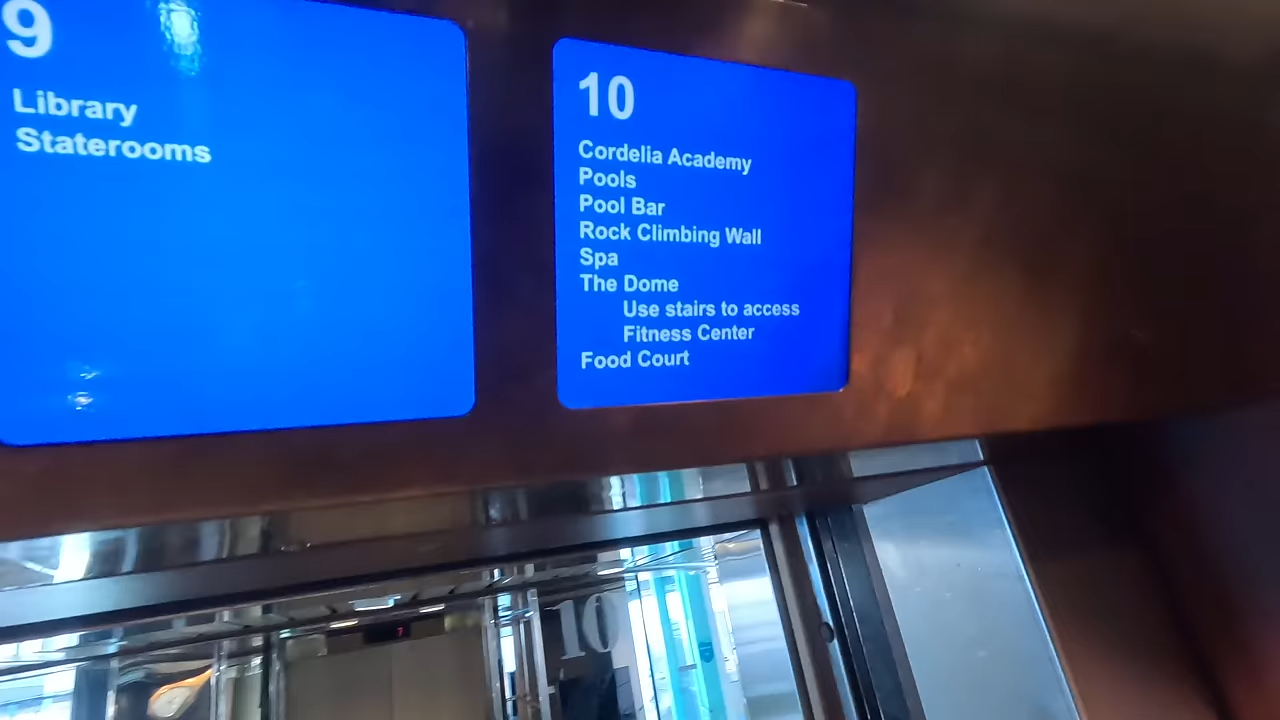 9
Library
Staterooms
10
Cordelia Academy
Pools
Pool Bar
Rock Climbing Wall
Spa
The Dome
Use stairs to access
Fitness Center
Food Court
10
7